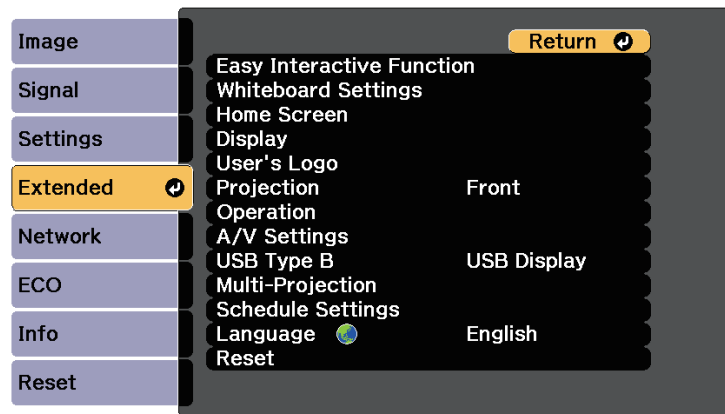 Image
Signal
Settings
Extended
Network
ECO
Info
Reset
Return
Easy Interactive Function
Whiteboard Settings
Home Screen
Display
User's Logo
Projection Front
Operation
A/V Settings
USB Type B USB Display
Multi-Projection
Schedule Settings
Language English
Reset